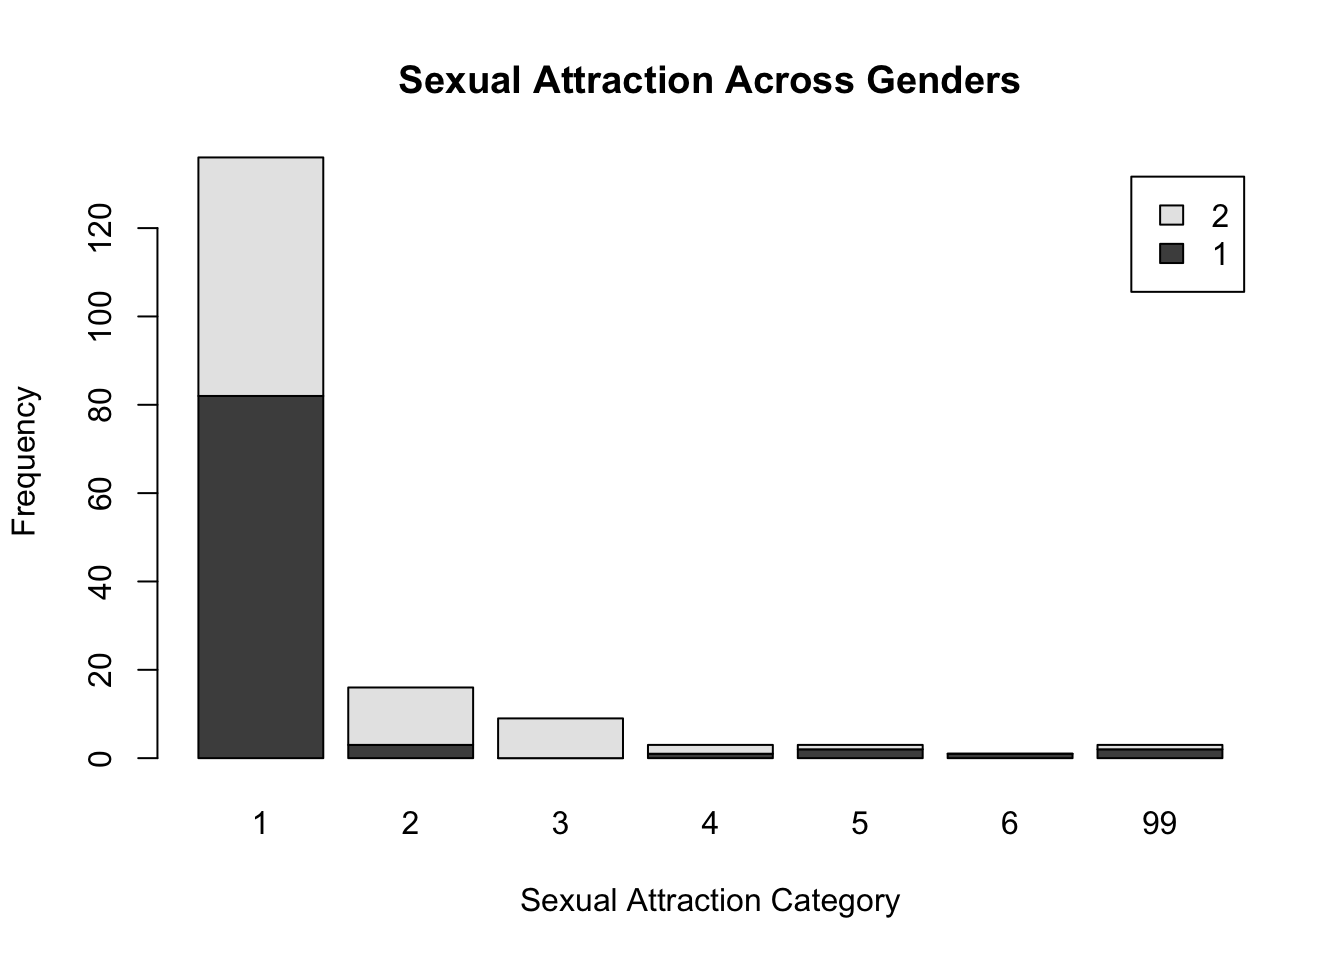 Sexual Attraction Across Genders
2
1
Frequency
120
100
80
60
40
20
0
1 2 3 4 5 6 99
Sexual Attraction Category